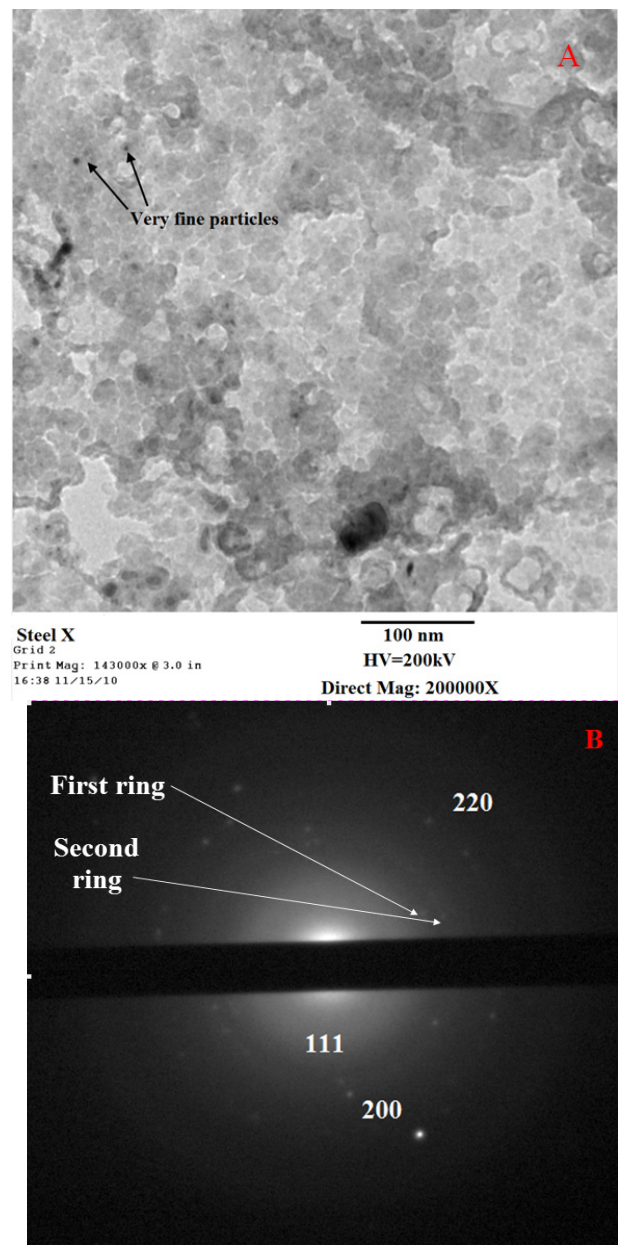 A
Very fine particles
Steel X
100 nm
Grid 2
HV=200kV
Print Mag: 143000x @ 3.0 in
16:38 11/15/10
Direct Mag: 200000X
B
First ring
220
Second
ring
111
200